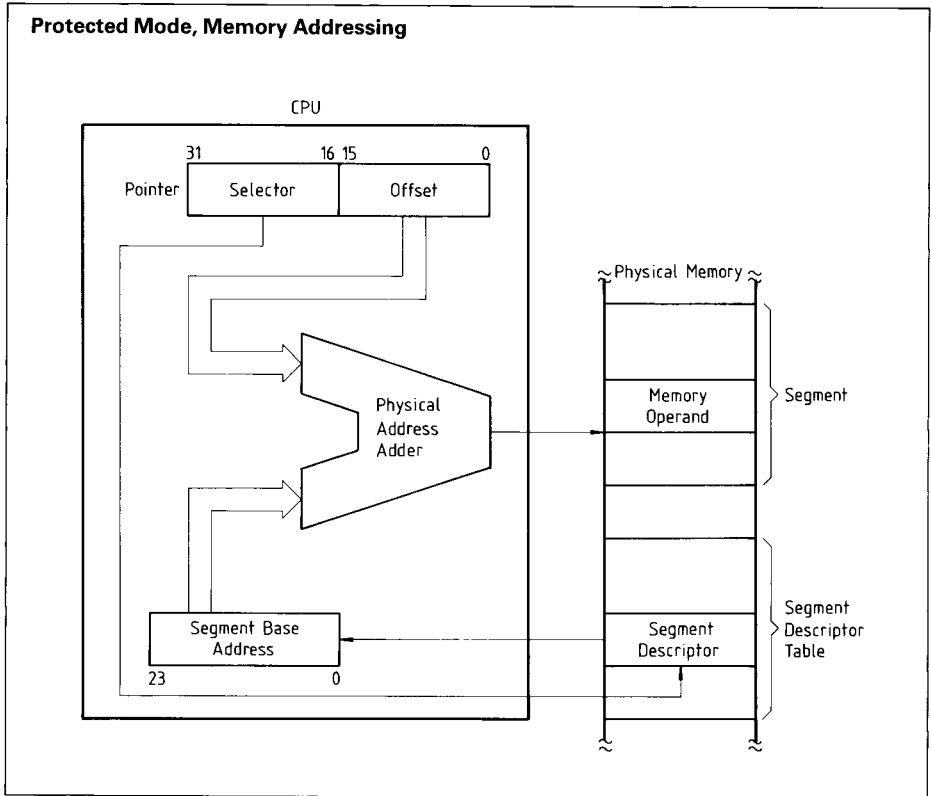 Protected Mode, Memory Addressing
CPU
31 16 15 0
Pointer Selector Offset
Physical Memory
Memory
Operand
Segment
Physical
Address
Adder
Segment Base
Address
23 0
Segment
Descriptor
Segment
Descriptor
Table